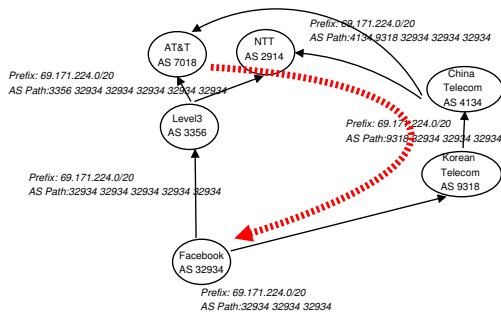 Prefix: 69.171.224.0/20
AS Path:4134 9318 32934 32934 32934
AT&T
AS 7018
NTT
AS 2914
Prefix: 69.171.224.0/20
AS Path:3356 32934 32934 32934 32934 32934
China
Telecom
AS 4134
Level3
AS 3356
Prefix: 69.171.224.0/20
AS Path:9318 32934 32934 32934
Korean
Telecom
AS 9318
Prefix: 69.171.224.0/20
AS Path:32934 32934 32934 32934 32934
Facebook
AS 32934
Prefix: 69.171.224.0/20
AS Path: 32934 32934 32934